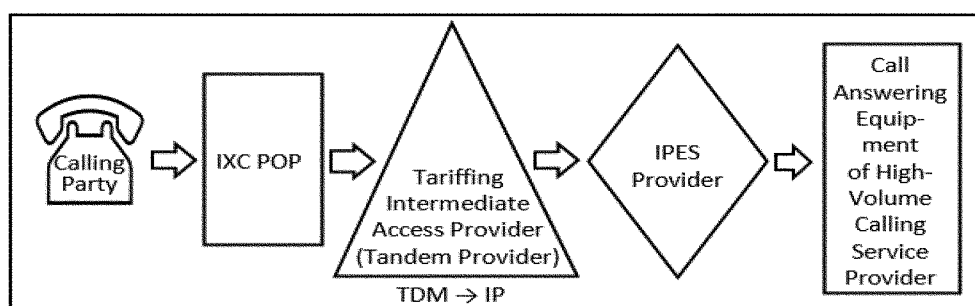 Calling
Party
IXC POP
Tariffing
Intermediate
Access Provider
(Tandem Provider)
TDM → IP
IPES
Provider
Call
Answering
Equip-
ment
of High-
Volume
Calling
Service
Provider